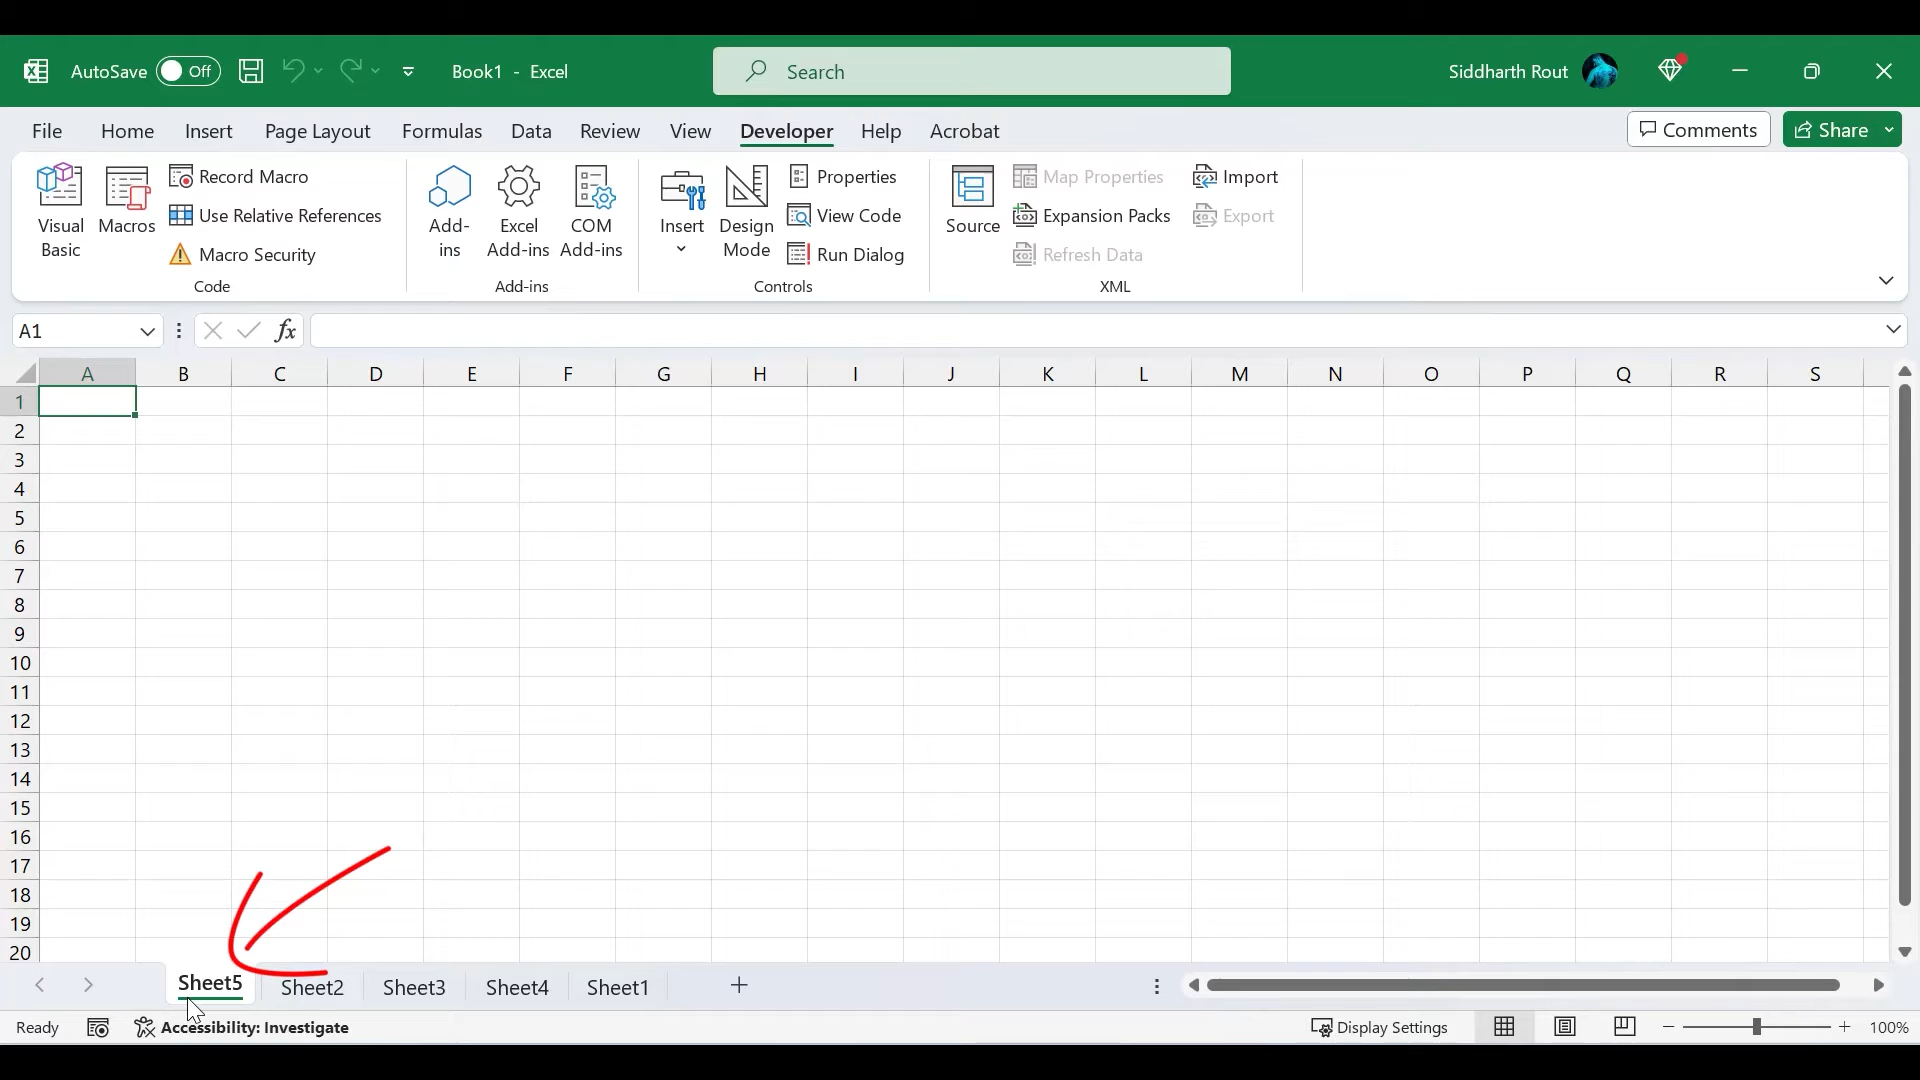 AutoSave Off Book1 - Excel Search Siddharth Rout
File Home Insert Page Layout Formulas Data Review View Developer Help Acrobat Comments Share
Visual Basic
Macros
Record Macro
Use Relative References
Macro Security
Code
Add-ins
Excel Add-ins
COM Add-ins
Add-ins
Insert
Design Mode
Properties
View Code
Run Dialog
Controls
Source
Map Properties
Expansion Packs
Refresh Data
Import
Export
XML
A1 fx
A B C D E F G H I J K L M N O P Q R S
1
2
3
4
5
6
7
8
9
10
11
12
13
14
15
16
17
18
19
20
Sheet5 Sheet2 Sheet3 Sheet4 Sheet1
Ready Accessibility: Investigate Display Settings 100%